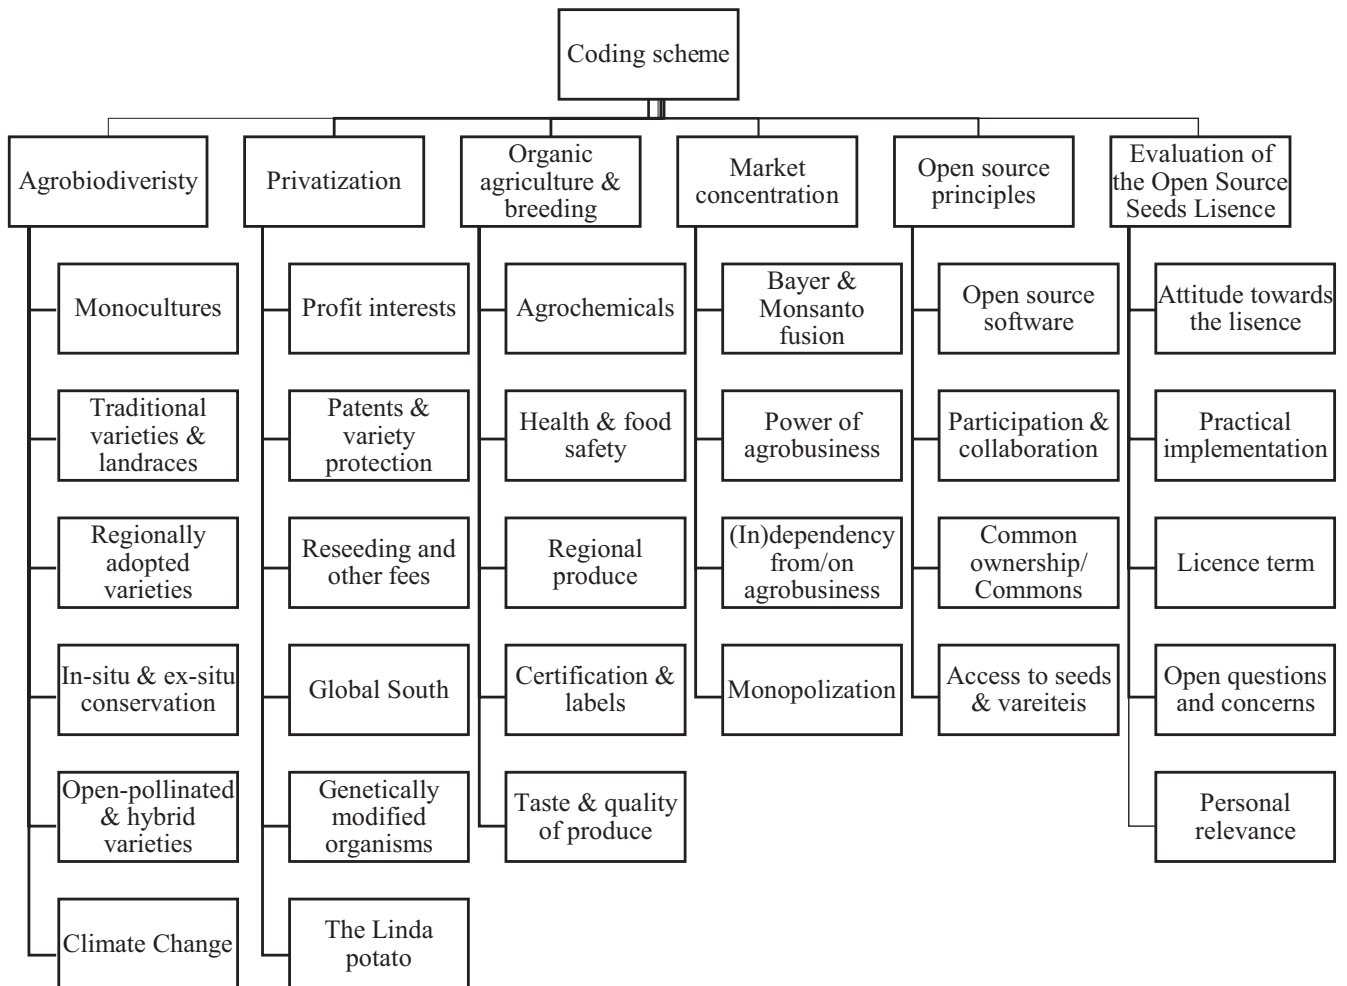 Coding scheme
Agrobiodiveristy
Monocultures
Traditional
varieties &
landraces
Regionally
adopted
varieties
In-situ & ex-situ
conservation
Open-pollinated
& hybrid
varieties
Climate Change
Privatization
Profit interests
Patents &
variety
protection
Reseeding and
other fees
Global South
Genetically
modified
organisms
The Linda
potato
Organic
agriculture &
breeding
Agrochemicals
Health & food
safety
Regional
produce
Certification &
labels
Taste & quality
of produce
Market
concentration
Bayer &
Monsanto
fusion
Power of
agrobusiness
(In)dependency
from/on
agrobusiness
Monopolization
Open source
principles
Open source
software
Participation &
collaboration
Common
ownership/
Commons
Access to seeds
& vareiteis
Evaluation of
the Open Source
Seeds Lisence
Attitude towards
the lisence
Practical
implementation
Licence term
Open questions
and concerns
Personal
relevance